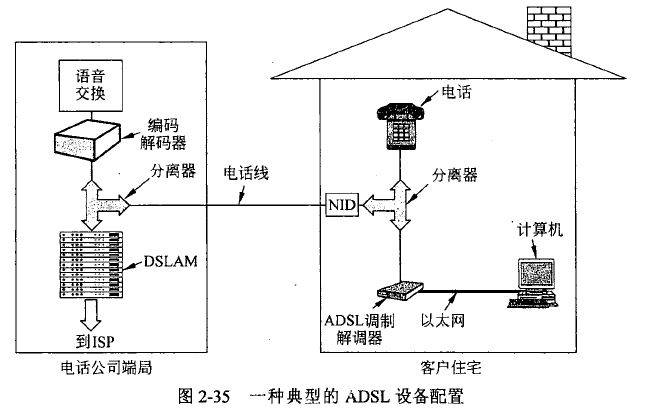 语音
交换
编码
解码器
分离器
DSLAM
到ISP
电话公司端局
电话线
NID
电话
分离器
计算机
ADSL调制
解调器
以太网
客户住宅
图 2-35 一种典型的 ADSL 设备配置